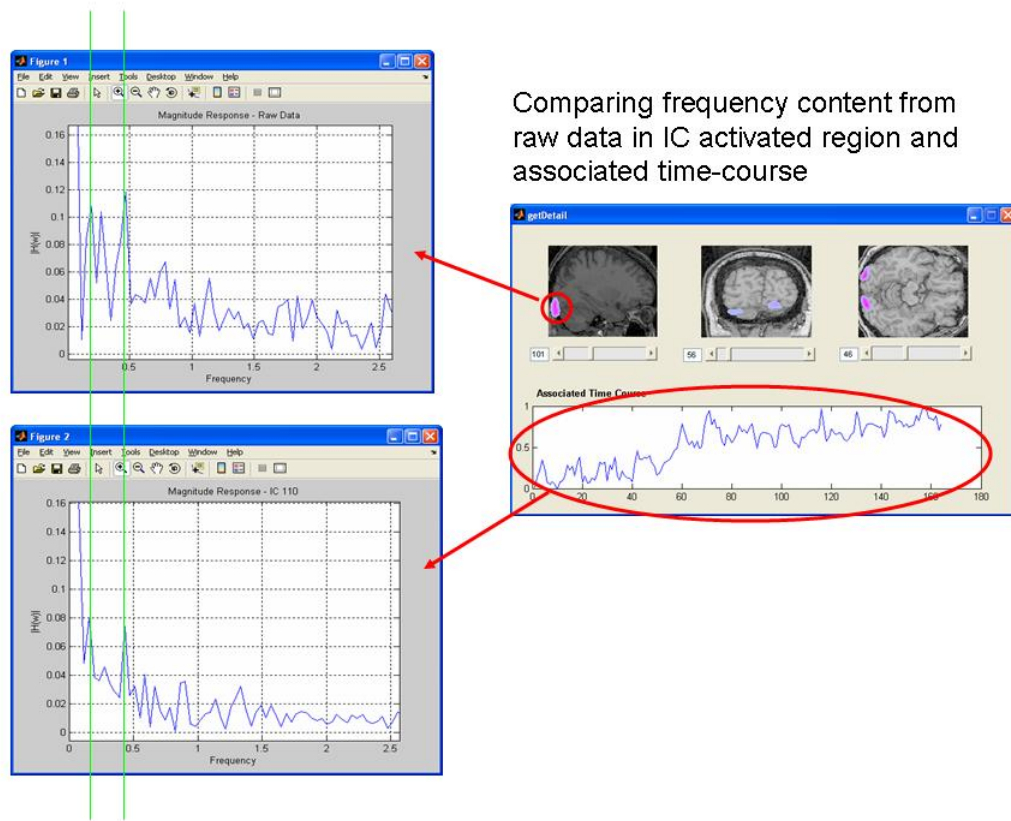 Figure 1
File Edit View Insert Tools Desktop Window Help
Magnitude Response - Raw Data
0.16
0.14
0.12
0.1
0.08
0.06
0.04
0.02
0
|H(w)|
0.5 1 1.5 2 2.5
Frequency
Comparing frequency content from
raw data in IC activated region and
associated time-course
getDetail
101 56 46
Associated Time Course
1
0.5
0
0 20 40 60 80 100 120 140 160 180
Figure 2
File Edit View Insert Tools Desktop Window Help
Magnitude Response - IC 110
0.16
0.14
0.12
0.1
0.08
0.06
0.04
0.02
0
|H(w)|
0 0.5 1 1.5 2 2.5
Frequency